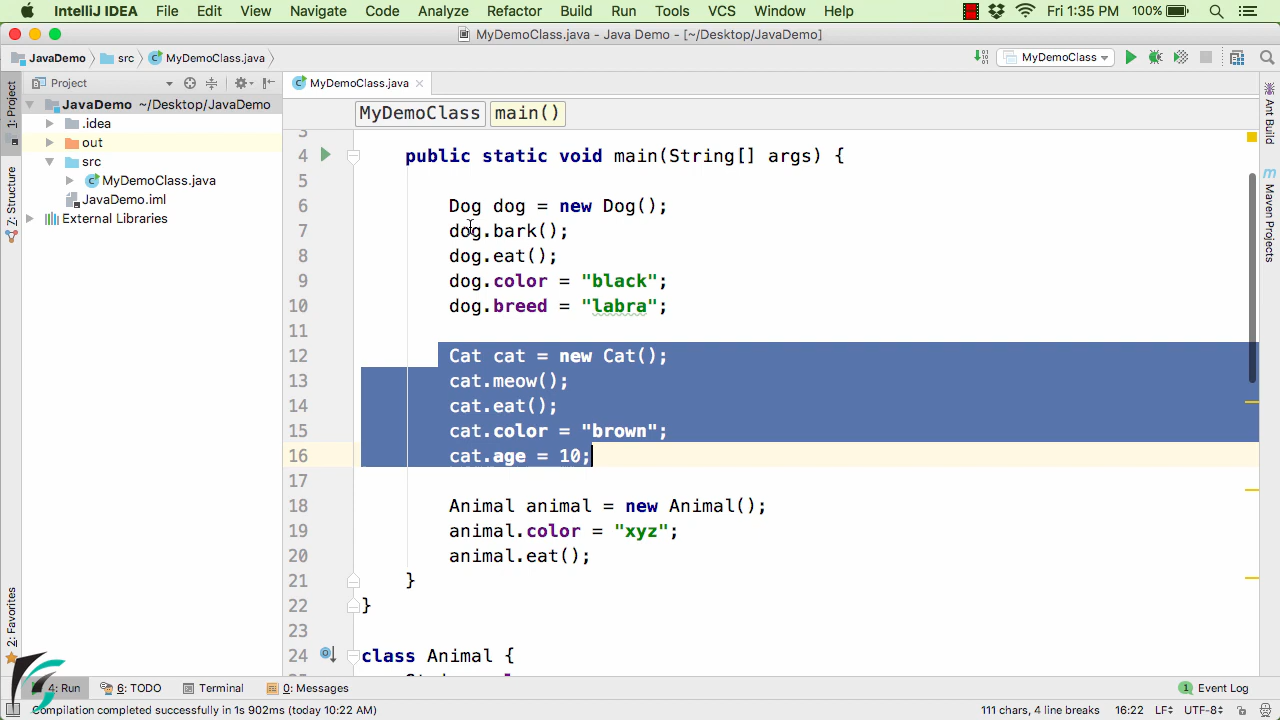 IntelliJ IDEA File Edit View Navigate Code Analyze Refactor Build Run Tools VCS Window Help Fri 1:35 PM 100%
MyDemoClass.java - Java Demo - [~/Desktop/JavaDemo]
JavaDemo src MyDemoClass.java MyDemoClass
Project MyDemoClass.java
1: Project
7: Structure
2: Favorites
JavaDemo ~/Desktop/JavaDemo
.idea
out
src
MyDemoClass.java
JavaDemo.iml
External Libraries
MyDemoClass main()
3
4 public static void main(String[] args) {
5
6 Dog dog = new Dog();
7 dog.bark();
8 dog.eat();
9 dog.color = "black";
10 dog.breed = "labra";
11
12 Cat cat = new Cat();
13 cat.meow();
14 cat.eat();
15 cat.color = "brown";
16 cat.age = 10;
17
18 Animal animal = new Animal();
19 animal.color = "xyz";
20 animal.eat();
21 }
22 }
23
24 class Animal {
Ant Build
Maven Projects
4: Run 6: TODO Terminal 0: Messages 1 Event Log
Compilation completed successfully in 1s 902ms (today 10:22 AM) 111 chars, 4 line breaks 16:22 LF UTF-8